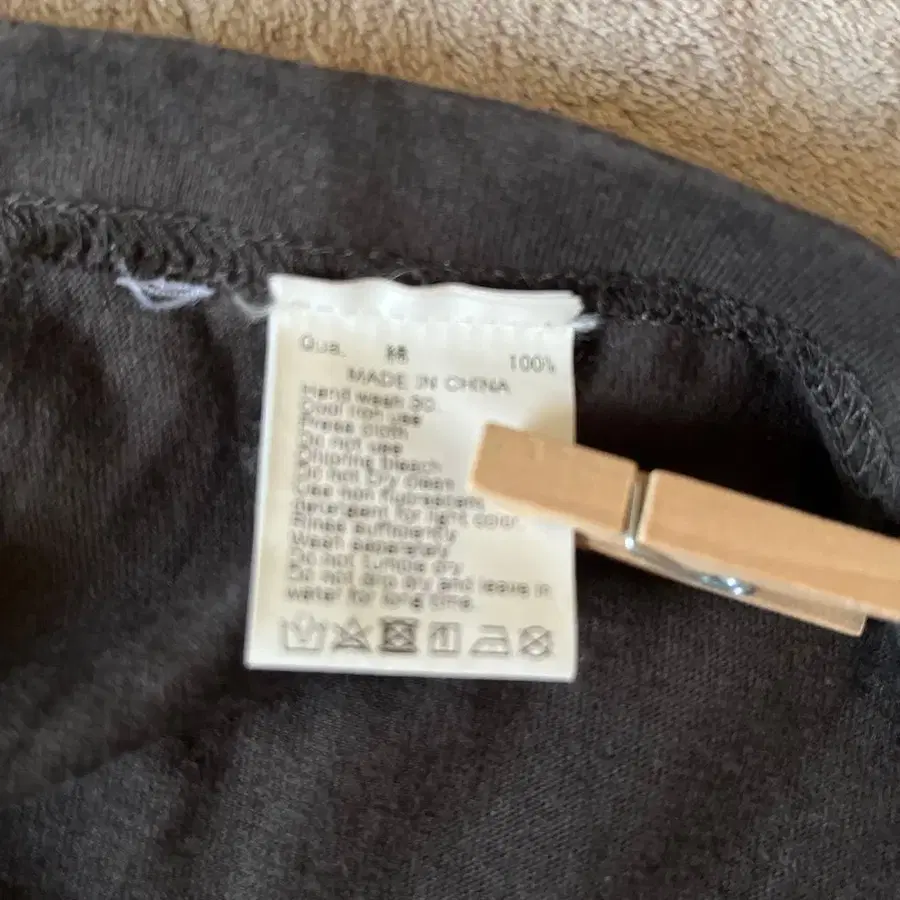 Qua. 綿 100%
MADE IN CHINA
Hand wash 30.
Cool iron use
Press cloth
Do not use
Chlorine bleach
Do not Dry clean
Use non fluorescent
detergent for light color.
Rinse sufficiently
Wash separately
Do not tumble dry.
Do not drip dry and leave in
water for long time.